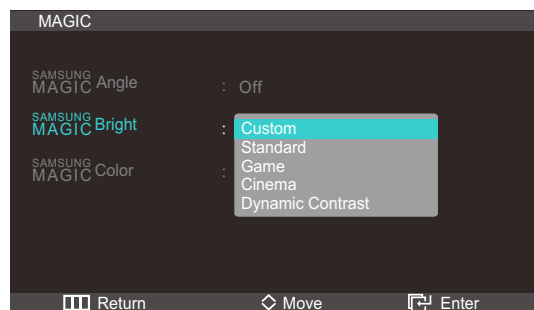 MAGIC
SAMSUNG
MAGIC Angle : Off
SAMSUNG
MAGIC Bright : Custom
Standard
Game
Cinema
Dynamic Contrast
SAMSUNG
MAGIC Color :
Return Move Enter